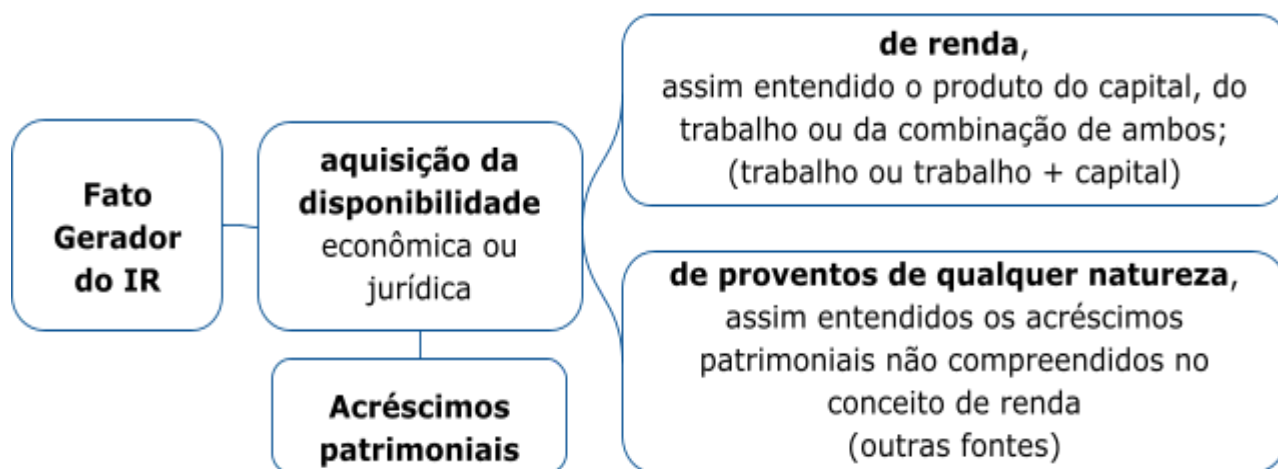 Fato
Gerador
do IR
aquisição da
disponibilidade
econômica ou
jurídica
Acréscimos
patrimoniais
de renda,
assim entendido o produto do capital, do
trabalho ou da combinação de ambos;
(trabalho ou trabalho + capital)
de proventos de qualquer natureza,
assim entendidos os acréscimos
patrimoniais não compreendidos no
conceito de renda
(outras fontes)